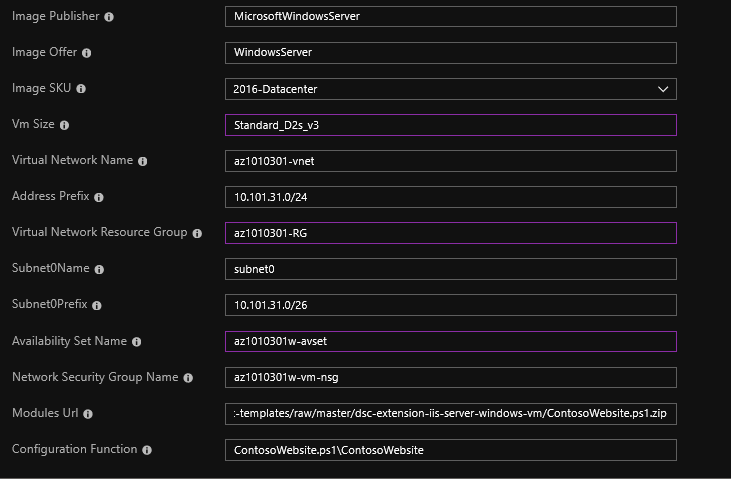 Image Publisher MicrosoftWindowsServer
Image Offer WindowsServer
Image SKU 2016-Datacenter
Vm Size Standard_D2s_v3
Virtual Network Name az1010301-vnet
Address Prefix 10.101.31.0/24
Virtual Network Resource Group az1010301-RG
Subnet0Name subnet0
Subnet0Prefix 10.101.31.0/26
Availability Set Name az1010301w-avset
Network Security Group Name az1010301w-vm-nsg
Modules Url :-templates/raw/master/dsc-extension-iis-server-windows-vm/ContosoWebsite.ps1.zip
Configuration Function ContosoWebsite.ps1\ContosoWebsite